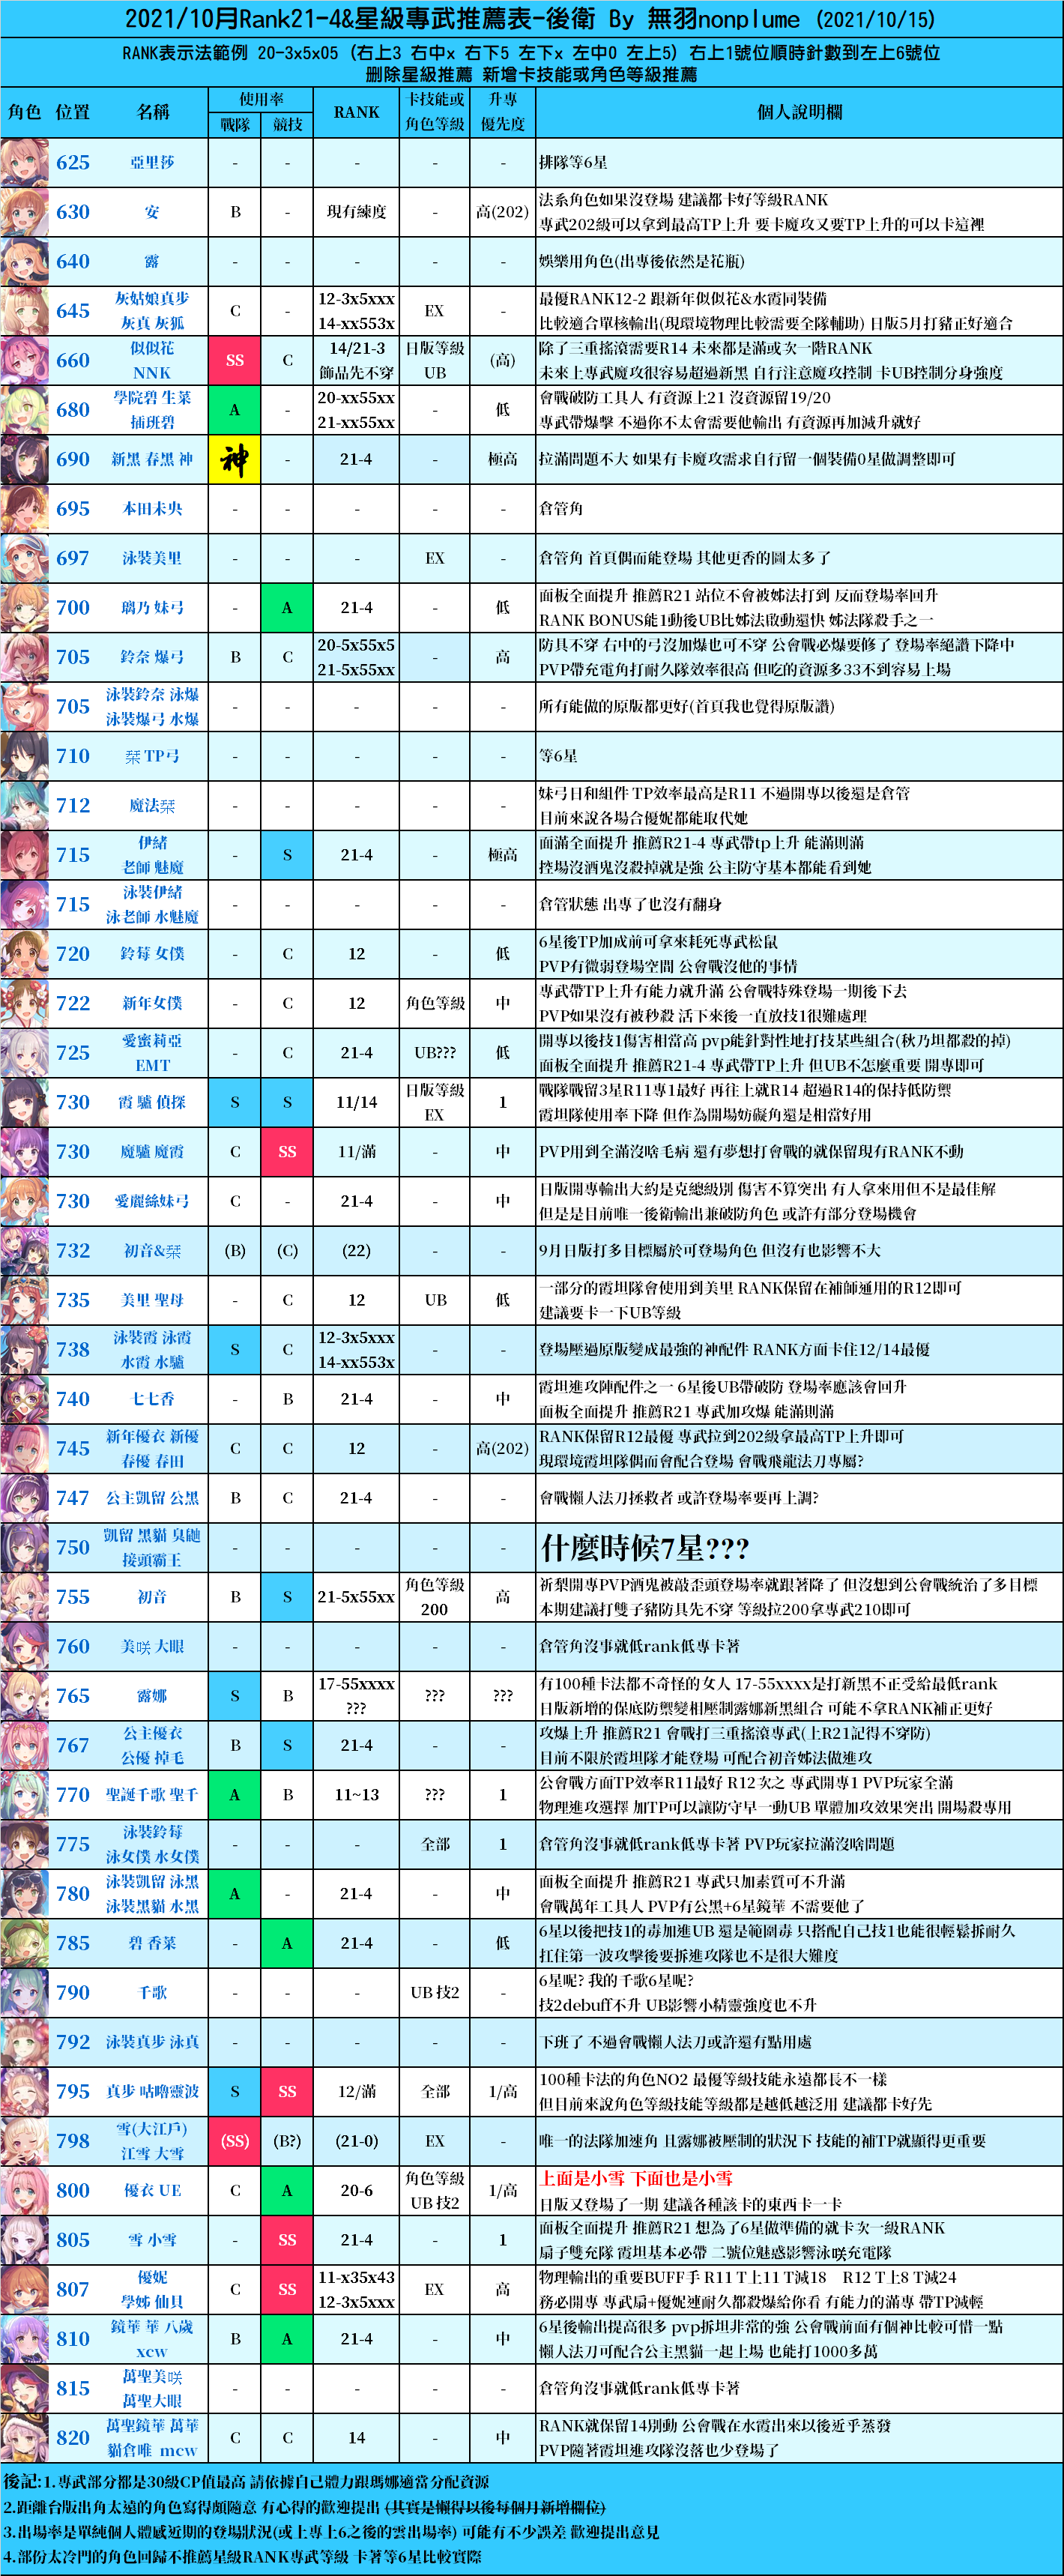 2021/10月Rank21-4&星級專武推薦表-後衛 By 無羽nonplume (2021/10/15)
RANK表示法範例 20-3x5x05 (右上3 右中x 右下5 左下x 左中0 左上5) 右上1號位順時針數到左上6號位
刪除星級推薦 新增卡技能或角色等級推薦
角色 位置 名稱 使用率 戰隊 競技 RANK 卡技能或角色等級 升專優先度 個人說明欄
625 亞里莎 - - - - - 排隊等6星
630 安 B - 現有練度 - 高(202) 法系角色如果沒登場 建議都卡好等級RANK
專武202級可以拿到最高TP上升 要卡魔攻又要TP上升的可以卡這裡
640 露 - - - - - 娛樂用角色(出專後依然是花瓶)
645 灰姑娘真步 灰真 灰狐 C - 12-3x5xxx 14-xx553x EX - 最優RANK12-2 跟新年似似花&水霞同裝備
比較適合單核輸出(現環境物理比較需要全隊輔助) 日版5月打豬正好適合
660 似似花 NNK SS C 14/21-3 飾品先不穿 日版等級 UB (高) 除了三重搖滾需要R14 未來都是滿或次一階RANK
未來上專武魔攻很容易超過新黑 自行注意魔攻控制 卡UB控制分身強度
680 學院碧 生菜 插班碧 A - 20-xx55xx 21-xx55xx - 低 會戰破防工具人 有資源上21 沒資源留19/20
專武帶爆擊 不過你不太會需要他輸出 有資源再加減升就好
690 新黑 春黑 神 神 - 21-4 - 極高 拉滿問題不大 如果有卡魔攻需求自行留一個裝備0星做調整即可
695 本田未央 - - - - - 倉管角
697 泳裝美里 - - - EX - 倉管角 首頁偶而能登場 其他更香的圖太多了
700 璃乃 妹弓 - A 21-4 - 低 面板全面提升 推薦R21 站位不會被姊法打到 反而登場率回升
RANK BONUS能1動後UB比姊法啟動還快 姊法隊殺手之一
705 鈴奈 爆弓 B C 20-5x55x5 21-5x55xx - 高 防具不穿 右中的弓沒加爆也可不穿 公會戰必爆要修了 登場率絕讚下降中
PVP帶充電角打耐久隊效率很高 但吃的資源多33不到容易上場
705 泳裝鈴奈 泳爆 泳裝爆弓 水爆 - - - - - 所有能做的原版都更好(首頁我也覺得原版讚)
710 栞 TP弓 - - - - - 等6星
712 魔法栞 - - - - - 妹弓日和組件 TP效率最高是R11 不過開專以後還是倉管
目前來說各場合優妮都能取代她
715 伊緒 老師 魅魔 - S 21-4 - 極高 面滿全面提升 推薦R21-4 專武帶tp上升 能滿則滿
控場沒酒鬼沒殺掉就是強 公主防守基本都能看到她
715 泳裝伊緒 泳老師 水魅魔 - - - - - 倉管狀態 出專了也沒有翻身
720 鈴莓 女僕 - C 12 - 低 6星後TP加成前可拿來耗死專武松鼠
PVP有微弱登場空間 公會戰沒他的事情
722 新年女僕 - C 12 角色等級 中 專武帶TP上升有能力就升滿 公會戰特殊登場一期後下去
PVP如果沒有被秒殺 活下來後一直放技1很難處理
725 愛蜜莉亞 EMT - C 21-4 UB??? 低 開專以後技1傷害相當高 pvp能針對性地打技某些組合(秋乃坦都殺的掉)
面板全面提升 推薦R21-4 專武帶TP上升 但UB不怎麼重要 開專即可
730 霞 驢 偵探 S S 11/14 日版等級 EX 1 戰隊戰留3星R11專1最好 再往上就R14 超過R14的保持低防禦
霞坦隊使用率下降 但作為開場妨礙角還是相當好用
730 魔驢 魔霞 C SS 11/滿 - 中 PVP用到全滿沒啥毛病 還有夢想打會戰的就保留現有RANK不動
730 愛麗絲妹弓 C - 21-4 - 中 日版開專輸出大約是克總級別 傷害不算突出 有人拿來用但不是最佳解
但是是目前唯一後衛輸出兼破防角色 或許有部分登場機會
732 初音&栞 (B) (C) (22) - - 9月日版打多目標屬於可登場角色 但沒有也影響不大
735 美里 聖母 - C 12 UB 低 一部分的霞坦隊會使用到美里 RANK保留在補師通用的R12即可
建議要卡一下UB等級
738 泳裝霞 泳霞 水霞 水驢 S C 12-3x5xxx 14-xx553x - - 登場壓過原版變成最強的神配件 RANK方面卡住12/14最優
740 七七香 - B 21-4 - 中 霞坦進攻陣配件之一 6星後UB帶破防 登場率應該會回升
面板全面提升 推薦R21 專武加攻爆 能滿則滿
745 新年優衣 新優 春優 春田 C C 12 - 高(202) RANK保留R12最優 專武拉到202級拿最高TP上升即可
現環境霞坦隊偶而會配合登場 會戰飛龍法刀專屬?
747 公主凱留 公黑 B C 21-4 - - 會戰懶人法刀拯救者 或許登場率要再上調?
750 凱留 黑貓 臭鼬 接頭霸王 - - - - - 什麼時候7星???
755 初音 B S 21-5x55xx 角色等級 200 高 祈梨開專PVP酒鬼被敲歪頭登場率就跟著降了 但沒想到公會戰統治了多目標
本期建議打雙子豬防具先不穿 等級拉200拿專武210即可
760 美咲 大眼 - - - - - 倉管角沒事就低rank低專卡著
765 露娜 S B 17-55xxxx ??? ??? ??? 有100種卡法都不奇怪的女人 17-55xxxx是打新黑不正受給最低rank
日版新增的保底防禦變相壓制露娜新黑組合 可能不拿RANK補正更好
767 公主優衣 公優 掉毛 B S 21-4 - - 攻爆上升 推薦R21 會戰打三重搖滾專武(上R21記得不穿防)
目前不限於霞坦隊才能登場 可配合初音姊法做進攻
770 聖誕千歌 聖千 A B 11~13 ??? 1 公會戰方面TP效率R11最好 R12次之 專武開專1 PVP玩家全滿
物理進攻選擇 加TP可以讓防守早一動UB 單體加攻效果突出 開場殺專用
775 泳裝鈴莓 泳女僕 水女僕 - - - 全部 1 倉管角沒事就低rank低專卡著 PVP玩家拉滿沒啥問題
780 泳裝凱留 泳黑 泳裝黑貓 水黑 A - 21-4 - 中 面板全面提升 推薦R21 專武只加素質可不升滿
會戰萬年工具人 PVP有公黑+6星鏡華 不需要他了
785 碧 香菜 - A 21-4 - 低 6星以後把技1的毒加進UB 還是範圍毒 只搭配自己技1也能很輕鬆拆耐久
扛住第一波攻擊後要拆進攻隊也不是很大難度
790 千歌 - - - UB 技2 - 6星呢? 我的千歌6星呢?
技2debuff不升 UB影響小精靈強度也不升
792 泳裝真步 泳真 - - - - - 下班了 不過會戰懶人法刀或許還有點用處
795 真步 咕嚕靈波 S SS 12/滿 全部 1/高 100種卡法的角色NO2 最優等級技能永遠都長不一樣
但目前來說角色等級技能等級都是越低越泛用 建議都卡好先
798 雪(大江戶) 江雪 大雪 (SS) (B?) (21-0) EX - 唯一的法隊加速角 且露娜被壓制的狀況下 技能的補TP就顯得更重要
800 優衣 UE C A 20-6 角色等級 UB 技2 1/高 上面是小雪 下面也是小雪
日版又登場了一期 建議各種該卡的東西卡一卡
805 雪 小雪 - SS 21-4 - 1 面板全面提升 推薦R21 想為了6星做準備的就卡次一級RANK
扇子雙充隊 霞坦基本必帶 二號位魅惑影響泳咲充電隊
807 優妮 學姊 仙貝 C SS 11-x35x43 12-3x5xxx EX 高 物理輸出的重要BUFF手 R11 T上11 T減18 R12 T上8 T減24
務必開專 專武扇+優妮連耐久都殺爆給你看 有能力的滿專 帶TP減輕
810 鏡華 華 八歲 xcw B A 21-4 - 中 6星後輸出提高很多 pvp拆坦非常的強 公會戰前面有個神比較可惜一點
懶人法刀可配合公主黑貓一起上場 也能打1000多萬
815 萬聖美咲 萬聖大眼 - - - - - 倉管角沒事就低rank低專卡著
820 萬聖鏡華 萬華 貓倉唯 mcw C C 14 - 中 RANK就保留14別動 公會戰在水霞出來以後近乎蒸發
PVP隨著霞坦進攻隊沒落也少登場了
後記:1.專武部分都是30級CP值最高 請依據自己體力跟瑪娜適當分配資源
2.距離台版出角太遠的角色寫得頗隨意 有心得的歡迎提出 (其實是懶得以後每個月新增欄位)
3.出場率是單純個人體感近期的登場狀況(或上專上6之後的雲出場率) 可能有不少誤差 歡迎提出意見
4.部份太冷門的角色回歸不推薦星級RANK專武等級 卡著等6星比較實際